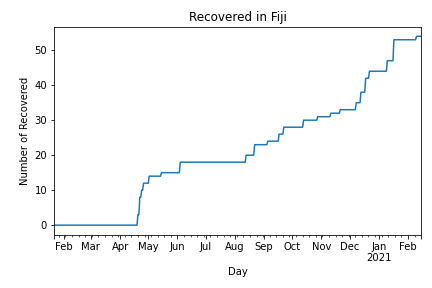 Recovered in Fiji
Number of Recovered
50
40
30
20
10
0
Feb Mar Apr May Jun Jul Aug Sep Oct Nov Dec Jan Feb
2021
Day